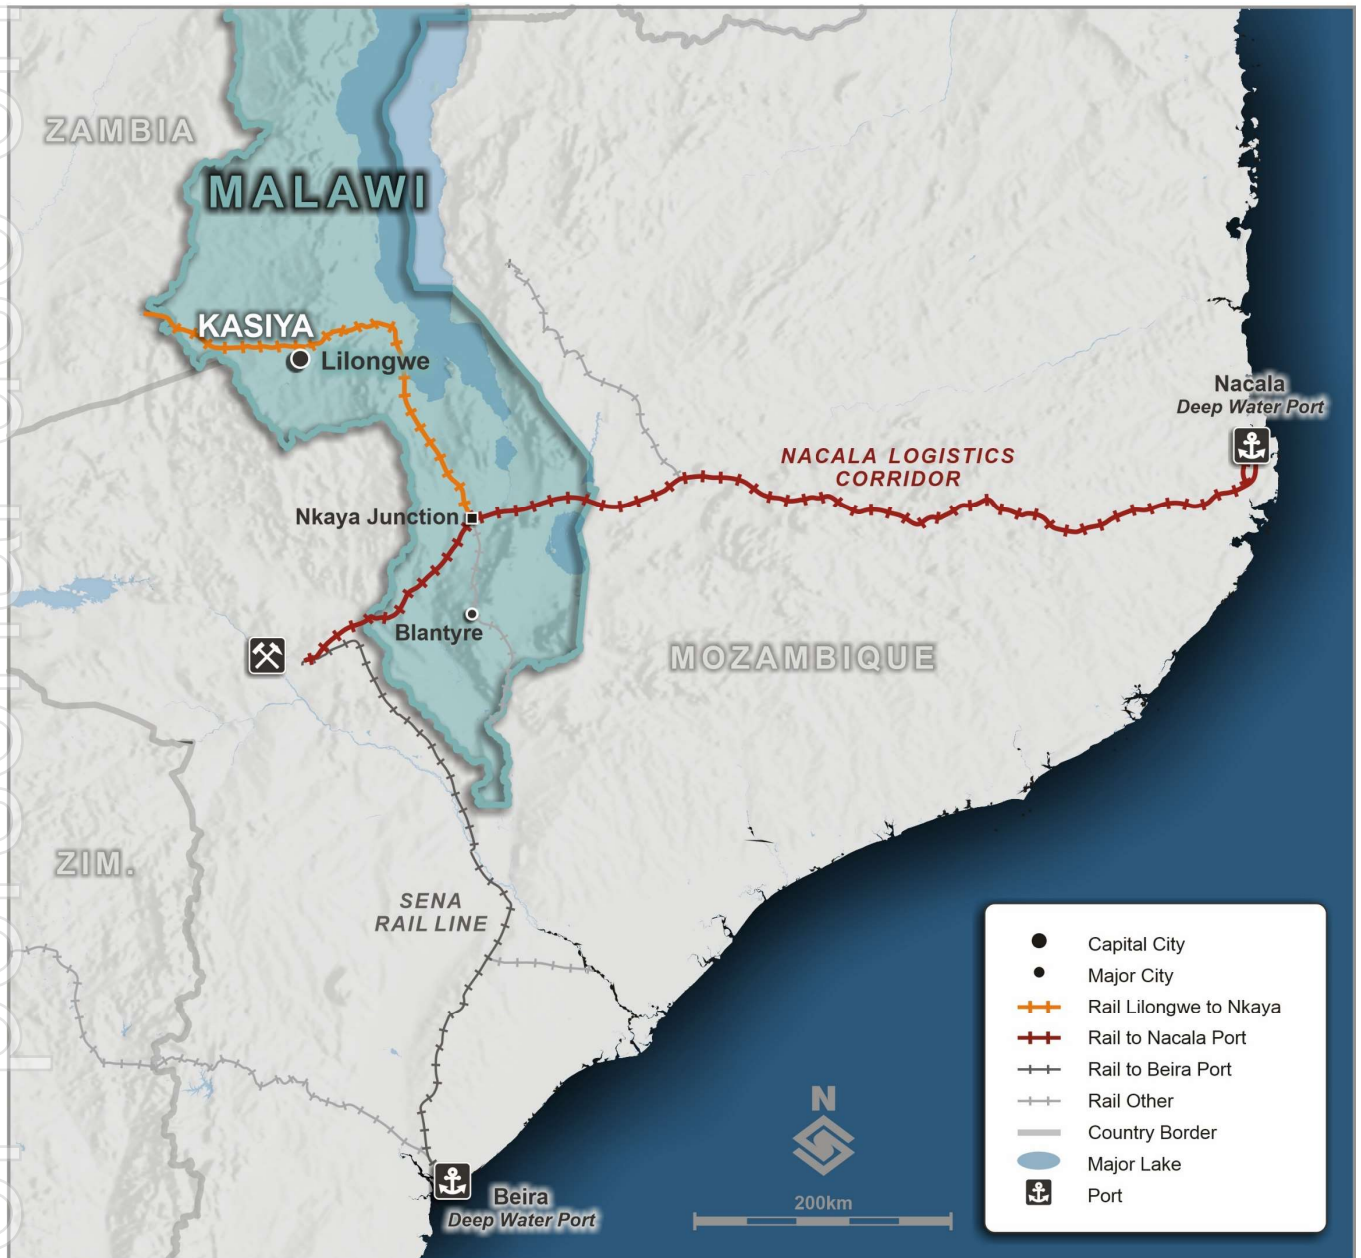 ZAMBIA
MALAWI
KASIYA
Lilongwe
Nacala
Deep Water Port
NACALA LOGISTICS
CORRIDOR
Nkaya Junction
Blantyre
MOZAMBIQUE
ZIM.
SENA
RAIL LINE
Beira
Deep Water Port
N
200km
Capital City
Major City
Rail Lilongwe to Nkaya
Rail to Nacala Port
Rail to Beira Port
Rail Other
Country Border
Major Lake
Port